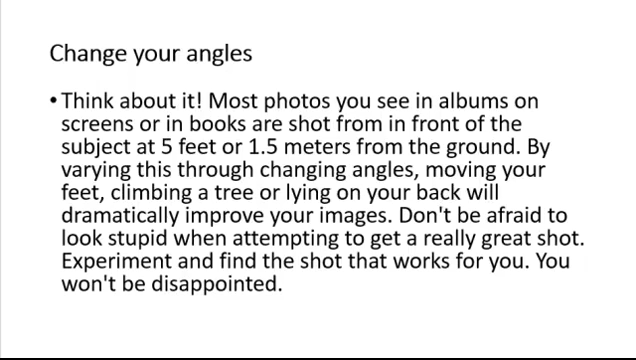 Change your angles
• Think about it! Most photos you see in albums on
screens or in books are shot from in front of the
subject at 5 feet or 1.5 meters from the ground. By
varying this through changing angles, moving your
feet, climbing a tree or lying on your back will
dramatically improve your images. Don't be afraid to
look stupid when attempting to get a really great shot.
Experiment and find the shot that works for you. You
won't be disappointed.